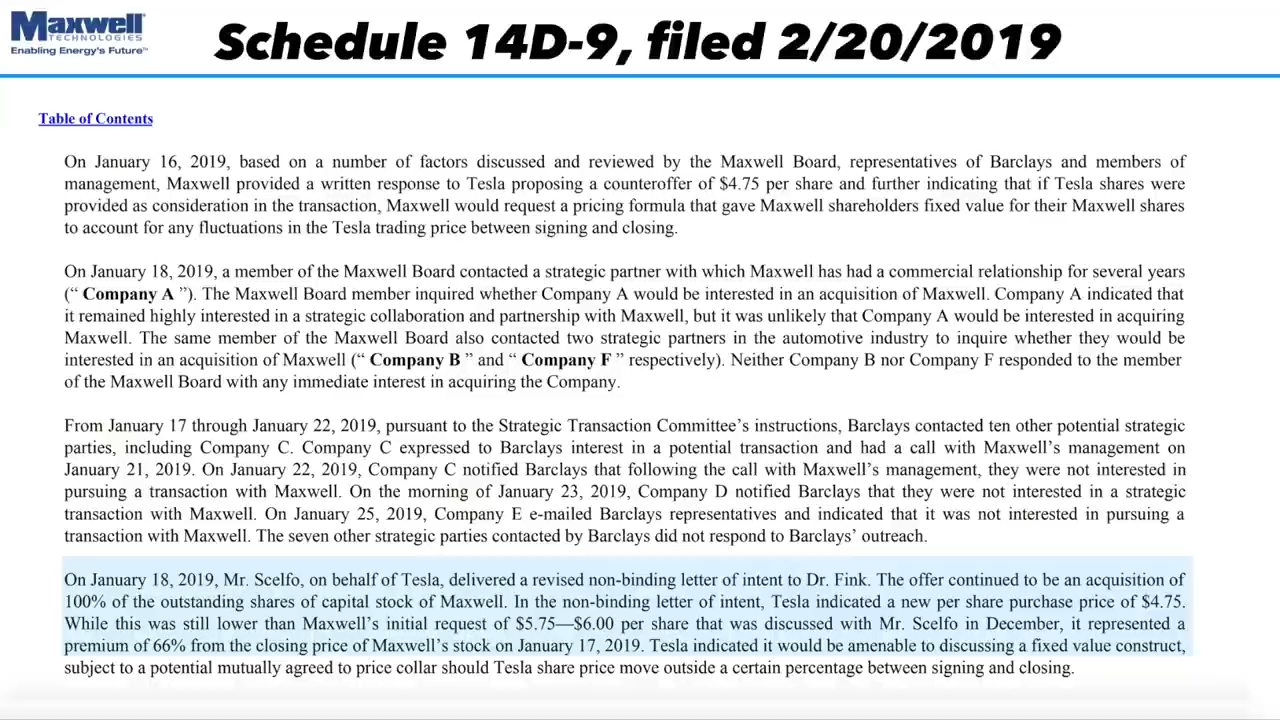 Maxwell
TECHNOLOGIES
Enabling Energy's Future™
Schedule 14D-9, filed 2/20/2019
Table of Contents
On January 16, 2019, based on a number of factors discussed and reviewed by the Maxwell Board, representatives of Barclays and members of
management, Maxwell provided a written response to Tesla proposing a counteroffer of $4.75 per share and further indicating that if Tesla shares were
provided as consideration in the transaction, Maxwell would request a pricing formula that gave Maxwell shareholders fixed value for their Maxwell shares
to account for any fluctuations in the Tesla trading price between signing and closing.
On January 18, 2019, a member of the Maxwell Board contacted a strategic partner with which Maxwell has had a commercial relationship for several years
(“ Company A ”). The Maxwell Board member inquired whether Company A would be interested in an acquisition of Maxwell. Company A indicated that
it remained highly interested in a strategic collaboration and partnership with Maxwell, but it was unlikely that Company A would be interested in acquiring
Maxwell. The same member of the Maxwell Board also contacted two strategic partners in the automotive industry to inquire whether they would be
interested in an acquisition of Maxwell (“ Company B ” and “ Company F ” respectively). Neither Company B nor Company F responded to the member
of the Maxwell Board with any immediate interest in acquiring the Company.
From January 17 through January 22, 2019, pursuant to the Strategic Transaction Committee’s instructions, Barclays contacted ten other potential strategic
parties, including Company C. Company C expressed to Barclays interest in a potential transaction and had a call with Maxwell’s management on
January 21, 2019. On January 22, 2019, Company C notified Barclays that following the call with Maxwell’s management, they were not interested in
pursuing a transaction with Maxwell. On the morning of January 23, 2019, Company D notified Barclays that they were not interested in a strategic
transaction with Maxwell. On January 25, 2019, Company E e-mailed Barclays representatives and indicated that it was not interested in pursuing a
transaction with Maxwell. The seven other strategic parties contacted by Barclays did not respond to Barclays’ outreach.
On January 18, 2019, Mr. Scelfo, on behalf of Tesla, delivered a revised non-binding letter of intent to Dr. Fink. The offer continued to be an acquisition of
100% of the outstanding shares of capital stock of Maxwell. In the non-binding letter of intent, Tesla indicated a new per share purchase price of $4.75.
While this was still lower than Maxwell’s initial request of $5.75—$6.00 per share that was discussed with Mr. Scelfo in December, it represented a
premium of 66% from the closing price of Maxwell’s stock on January 17, 2019. Tesla indicated it would be amenable to discussing a fixed value construct,
subject to a potential mutually agreed to price collar should Tesla share price move outside a certain percentage between signing and closing.